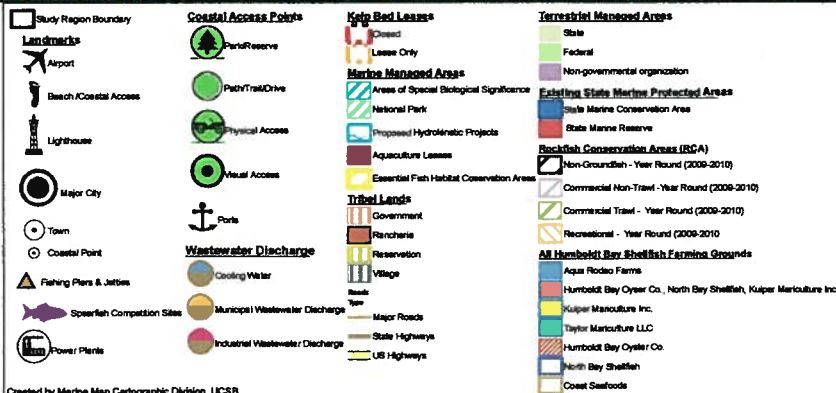 Study Region Boundary
Landmarks
Airport
Beach /Coastal Access
Lighthouse
Major City
Town
Coastal Point
Fishing Piers & Jetties
Spearfish Competition Sites
Power Plants
Created by Marine Map Cartographic Division, UCSB
Coastal Access Points
Park/Reserve
Path/Trail/Drive
Physical Access
Visual Access
Ports
Wastewater Discharge
Cooling Water
Municipal Wastewater Discharge
Industrial Wastewater Discharge
Kelp Bed Leases
Closed
Lease Only
Marine Managed Areas
Areas of Special Biological Significance
National Park
Proposed Hydrokinetic Projects
Aquaculture Leases
Essential Fish Habitat Coservation Areas
Tribal Lands
Government
Rancheria
Reservation
Village
Roads
Type
Major Roads
State Highways
US Highways
Terrestriel Managed Areas
State
Federal
Non-governmental organization
Existing State Marine Protected Areas
State Marine Conservation Area
State Marine Reserve
Rockfish Conservation Areas (RCA)
Non-Groundfish - Year Round (2009-2010)
Commercial Non-Trawl -Year Round (2009-2010)
Commercial Trawl - Year Round (2009-2010)
Recreational - Year Round (2009-2010
All Humboldt Bay Shellfish Farming Grounds
Aqua Rodeo Farms
Humboldt Bay Oyser Co., North Bay Shellfish, Kuiper Mariculture Inc
Kuiper Mariculture Inc.
Taylor Mariculture LLC
Humboldt Bay Oyster Co.
North Bay Shellfish
Coast Seafoods